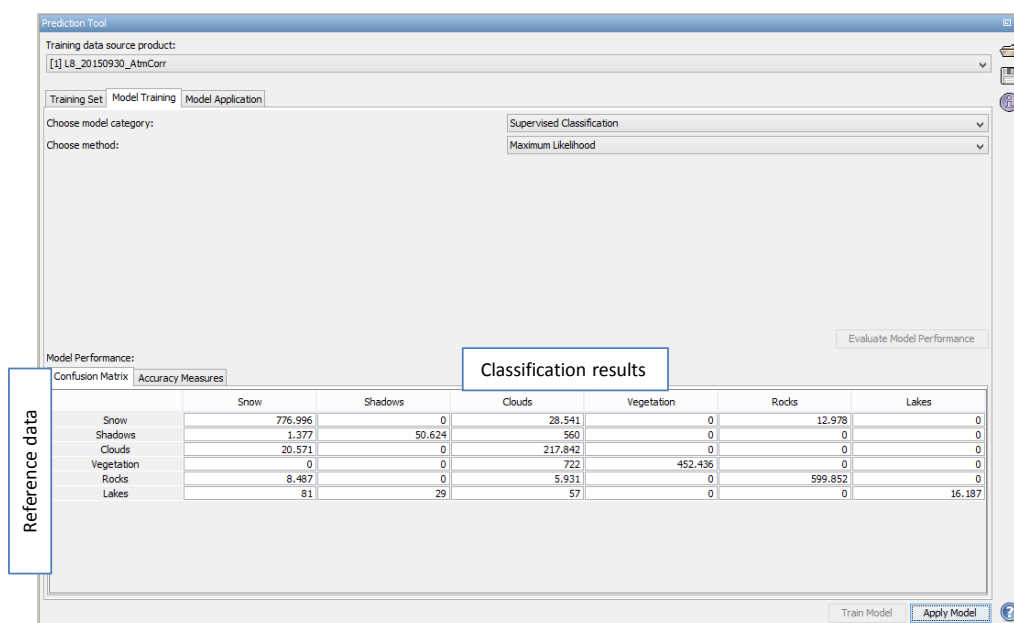 Prediction Tool
Training data source product:
[1] L8_20150930_AtmCorr
Training Set Model Training Model Application
Choose model category: Supervised Classification
Choose method: Maximum Likelihood
Evaluate Model Performance
Model Performance:
Classification results
Confusion Matrix Accuracy Measures
Reference data
Snow Shadows Clouds Vegetation Rocks Lakes
Snow 776.996 0 28.541 0 12.978 0
Shadows 1.377 50.624 560 0 0 0
Clouds 20.571 0 217.842 0 0 0
Vegetation 0 0 722 452.436 0 0
Rocks 8.487 0 5.931 0 599.852 0
Lakes 81 29 57 0 0 16.187
Train Model Apply Model